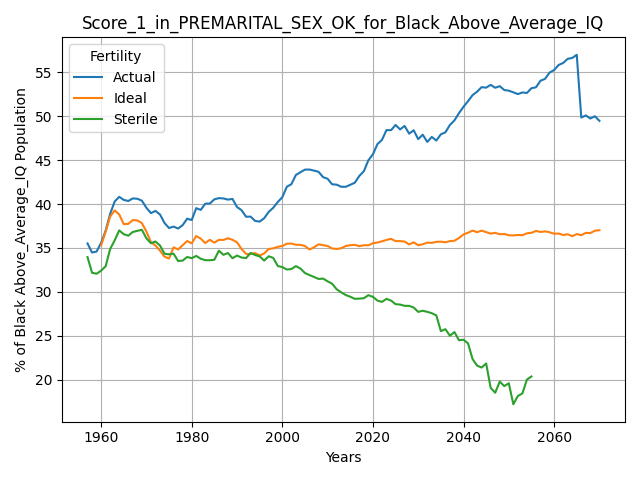 Score_1_in_PREMARITAL_SEX_OK_for_Black_Above_Average_IQ
Fertility
Actual
Ideal
Sterile
% of Black Above_Average_IQ Population
55
50
45
40
35
30
25
20
1960 1980 2000 2020 2040 2060
Years